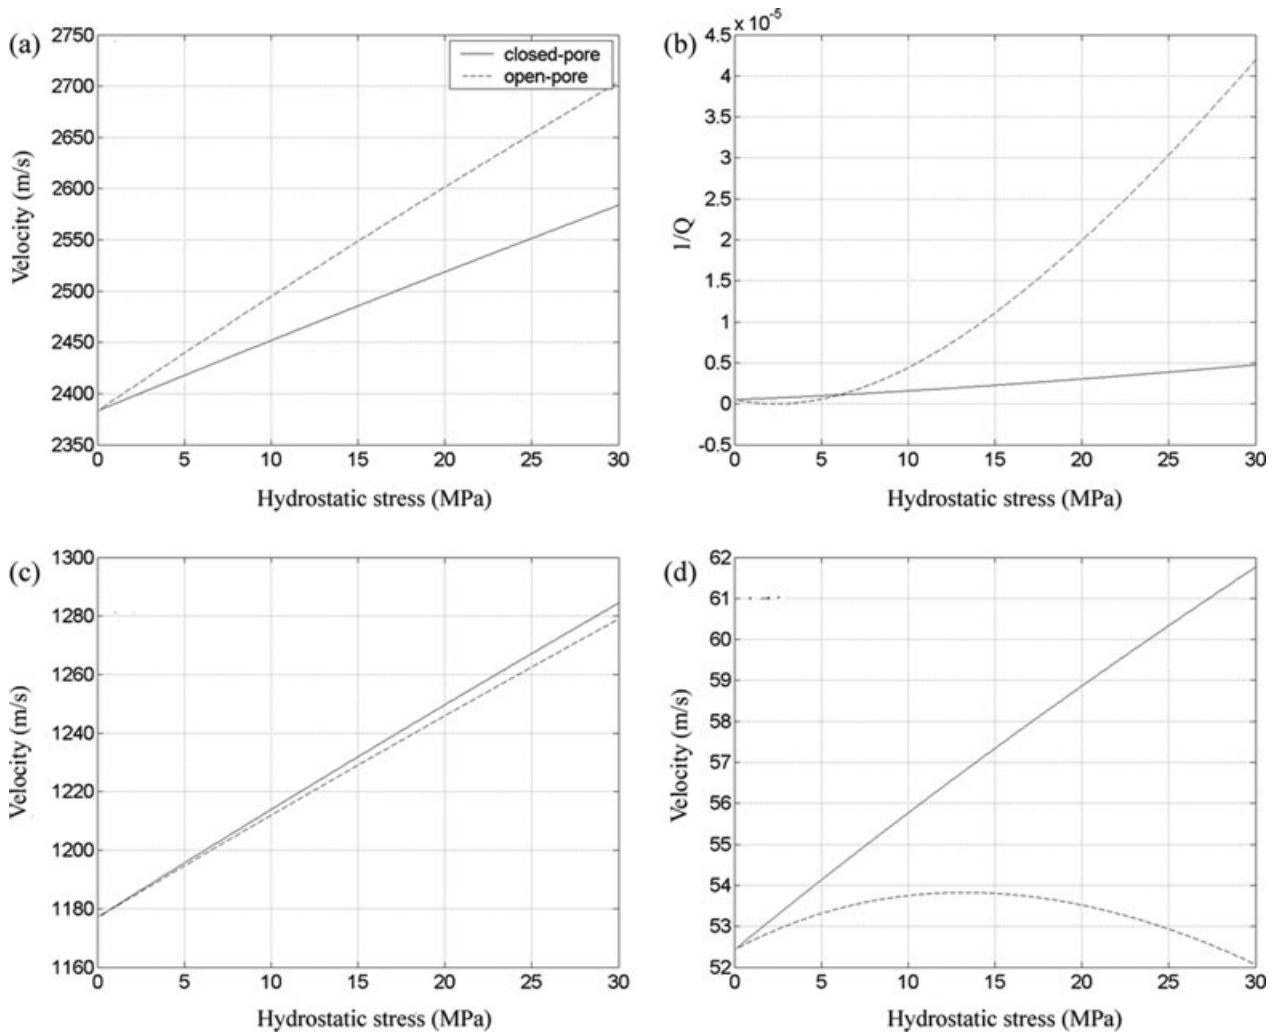 (a)
2750
2700
2650
2600
2550
2500
2450
2400
2350
Velocity (m/s)
closed-pore
open-pore
0 5 10 15 20 25 30
Hydrostatic stress (MPa)
(b)
4.5 x 10⁻⁵
4
3.5
3
2.5
2
1.5
1
0.5
0
-0.5
1/Q
0 5 10 15 20 25 30
Hydrostatic stress (MPa)
(c)
1300
1280
1260
1240
1220
1200
1180
1160
Velocity (m/s)
0 5 10 15 20 25 30
Hydrostatic stress (MPa)
(d)
62
61
60
59
58
57
56
55
54
53
52
Velocity (m/s)
0 5 10 15 20 25 30
Hydrostatic stress (MPa)